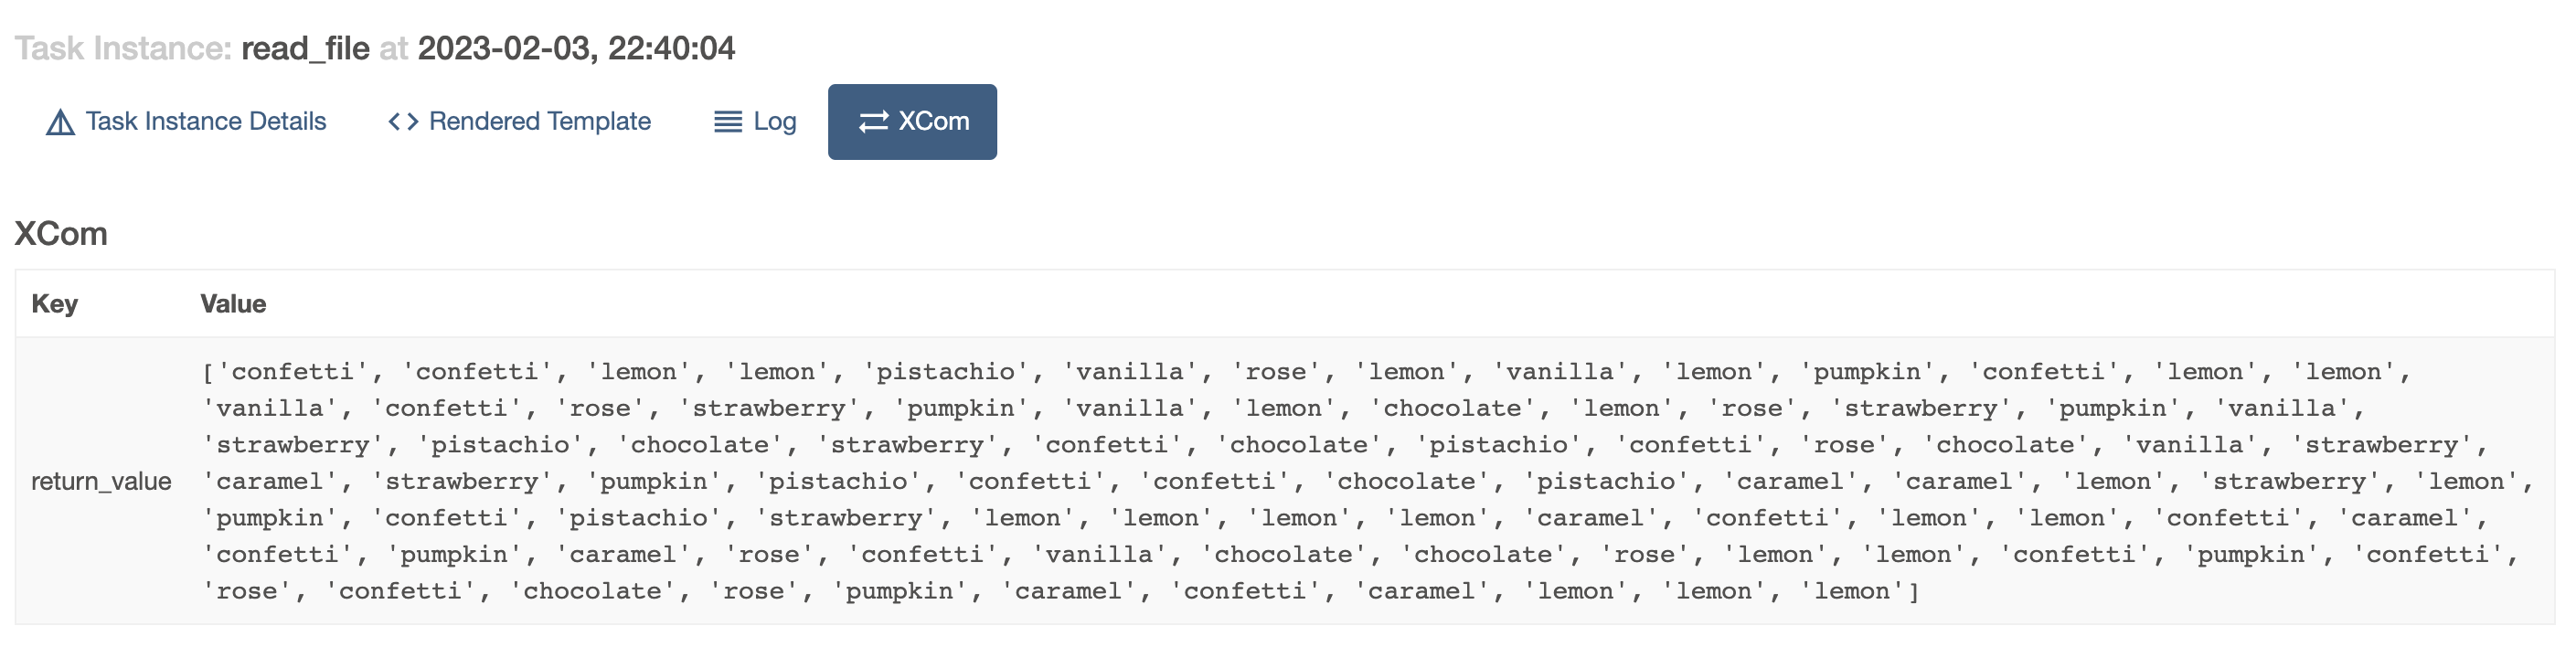 Task Instance: read_file at 2023-02-03, 22:40:04
Task Instance Details Rendered Template Log XCom
XCom
Key Value
return_value
['confetti', 'confetti', 'lemon', 'lemon', 'pistachio', 'vanilla', 'rose', 'lemon', 'vanilla', 'lemon', 'pumpkin', 'confetti', 'lemon', 'lemon',
'vanilla', 'confetti', 'rose', 'strawberry', 'pumpkin', 'vanilla', 'lemon', 'chocolate', 'lemon', 'rose', 'strawberry', 'pumpkin', 'vanilla',
'strawberry', 'pistachio', 'chocolate', 'strawberry', 'confetti', 'chocolate', 'pistachio', 'confetti', 'rose', 'chocolate', 'vanilla', 'strawberry',
'caramel', 'strawberry', 'pumpkin', 'pistachio', 'confetti', 'confetti', 'chocolate', 'pistachio', 'caramel', 'caramel', 'lemon', 'strawberry', 'lemon',
'pumpkin', 'confetti', 'pistachio', 'strawberry', 'lemon', 'lemon', 'lemon', 'lemon', 'caramel', 'confetti', 'lemon', 'lemon', 'confetti', 'caramel',
'confetti', 'pumpkin', 'caramel', 'rose', 'confetti', 'vanilla', 'chocolate', 'chocolate', 'rose', 'lemon', 'lemon', 'confetti', 'pumpkin', 'confetti',
'rose', 'confetti', 'chocolate', 'rose', 'pumpkin', 'caramel', 'confetti', 'caramel', 'lemon', 'lemon', 'lemon']